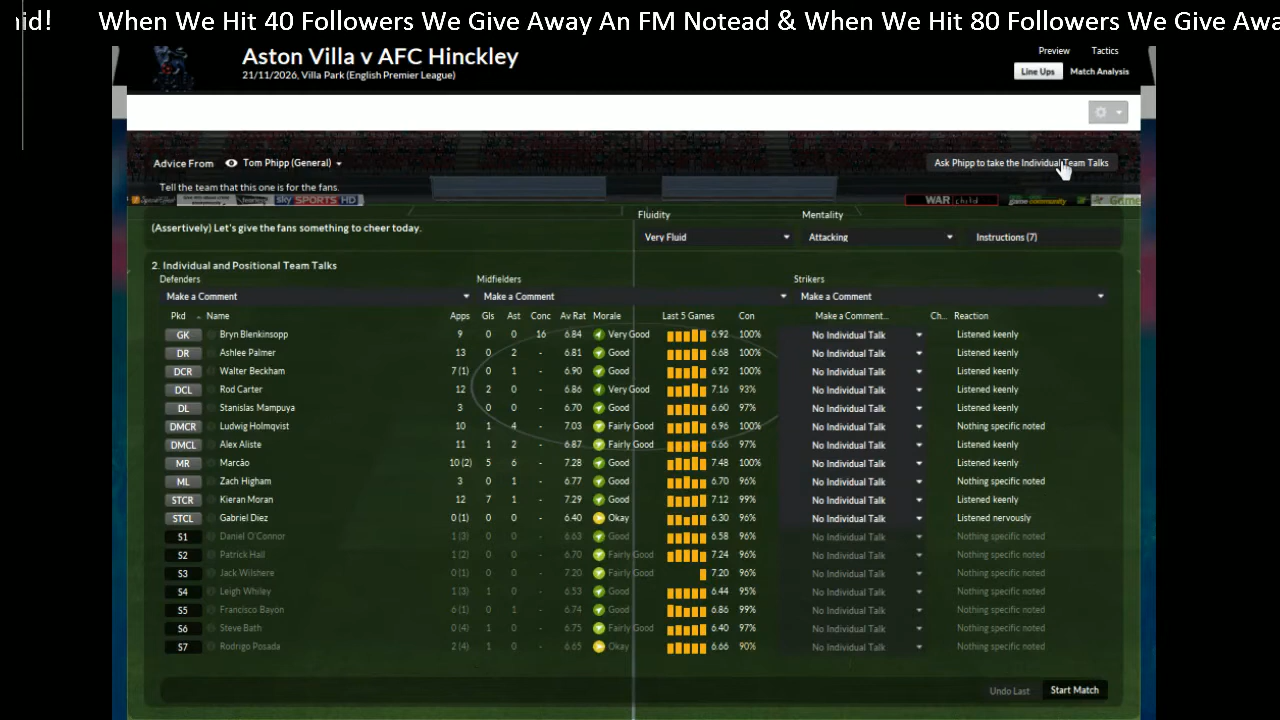 id! When We Hit 40 Followers We Give Away An FM Notead & When We Hit 80 Followers We Give Awa
Aston Villa v AFC Hinckley
21/11/2026, Villa Park (English Premier League)
Preview Tactics
Line Ups Match Analysis
Advice From Tom Phipp (General) Ask Phipp to take the Individual Team Talks
Tell the team that this one is for the fans.
sky SPORTS HD WAR child game community Game
Fluidity Mentality
(Assertively) Let's give the fans something to cheer today.
Very Fluid Attacking Instructions (7)
2. Individual and Positional Team Talks
Defenders Midfielders Strikers
Make a Comment Make a Comment Make a Comment
Pkd Name Apps Gls Ast Conc Av Rat Morale Last 5 Games Con Make a Comment... Ch... Reaction
GK Bryn Blenkinsopp 9 0 0 16 6.84 Very Good 6.92 100% No Individual Talk Listened keenly
DR Ashlee Palmer 13 0 2 - 6.81 Good 6.68 100% No Individual Talk Listened keenly
DCR Walter Beckham 7 (1) 0 1 - 6.90 Good 6.92 100% No Individual Talk Listened keenly
DCL Rod Carter 12 2 0 - 6.86 Very Good 7.16 93% No Individual Talk Listened keenly
DL Stanislas Mampuya 3 0 0 - 6.70 Good 6.60 97% No Individual Talk Listened keenly
DMCR Ludwig Holmqvist 10 1 4 - 7.03 Fairly Good 6.96 100% No Individual Talk Nothing specific noted
DMCL Alex Aliste 11 1 2 - 6.87 Fairly Good 6.66 97% No Individual Talk Listened keenly
MR Marcão 10 (2) 5 6 - 7.28 Good 7.48 100% No Individual Talk Listened keenly
ML Zach Higham 3 0 1 - 6.77 Good 6.70 96% No Individual Talk Nothing specific noted
STCR Kieran Moran 12 7 1 - 7.29 Good 7.12 99% No Individual Talk Listened keenly
STCL Gabriel Diez 0 (1) 0 0 - 6.40 Okay 6.30 96% No Individual Talk Listened nervously
S1 Daniel O'Connor 1 (3) 0 0 - 6.63 Good 6.58 96% No Individual Talk Nothing specific noted
S2 Patrick Hall 1 (2) 0 0 - 6.70 Fairly Good 7.24 96% No Individual Talk Nothing specific noted
S3 Jack Wilshere 0 (1) 0 0 - 7.20 Fairly Good 7.20 96% No Individual Talk Nothing specific noted
S4 Leigh Whiley 1 (3) 1 0 - 6.53 Good 6.44 95% No Individual Talk Nothing specific noted
S5 Francisco Bayon 6 (1) 0 1 - 6.74 Good 6.86 99% No Individual Talk Nothing specific noted
S6 Steve Bath 0 (4) 1 0 - 6.75 Fairly Good 6.40 97% No Individual Talk Nothing specific noted
S7 Rodrigo Posada 2 (4) 1 0 - 6.65 Okay 6.66 90% No Individual Talk Nothing specific noted
Undo Last Start Match